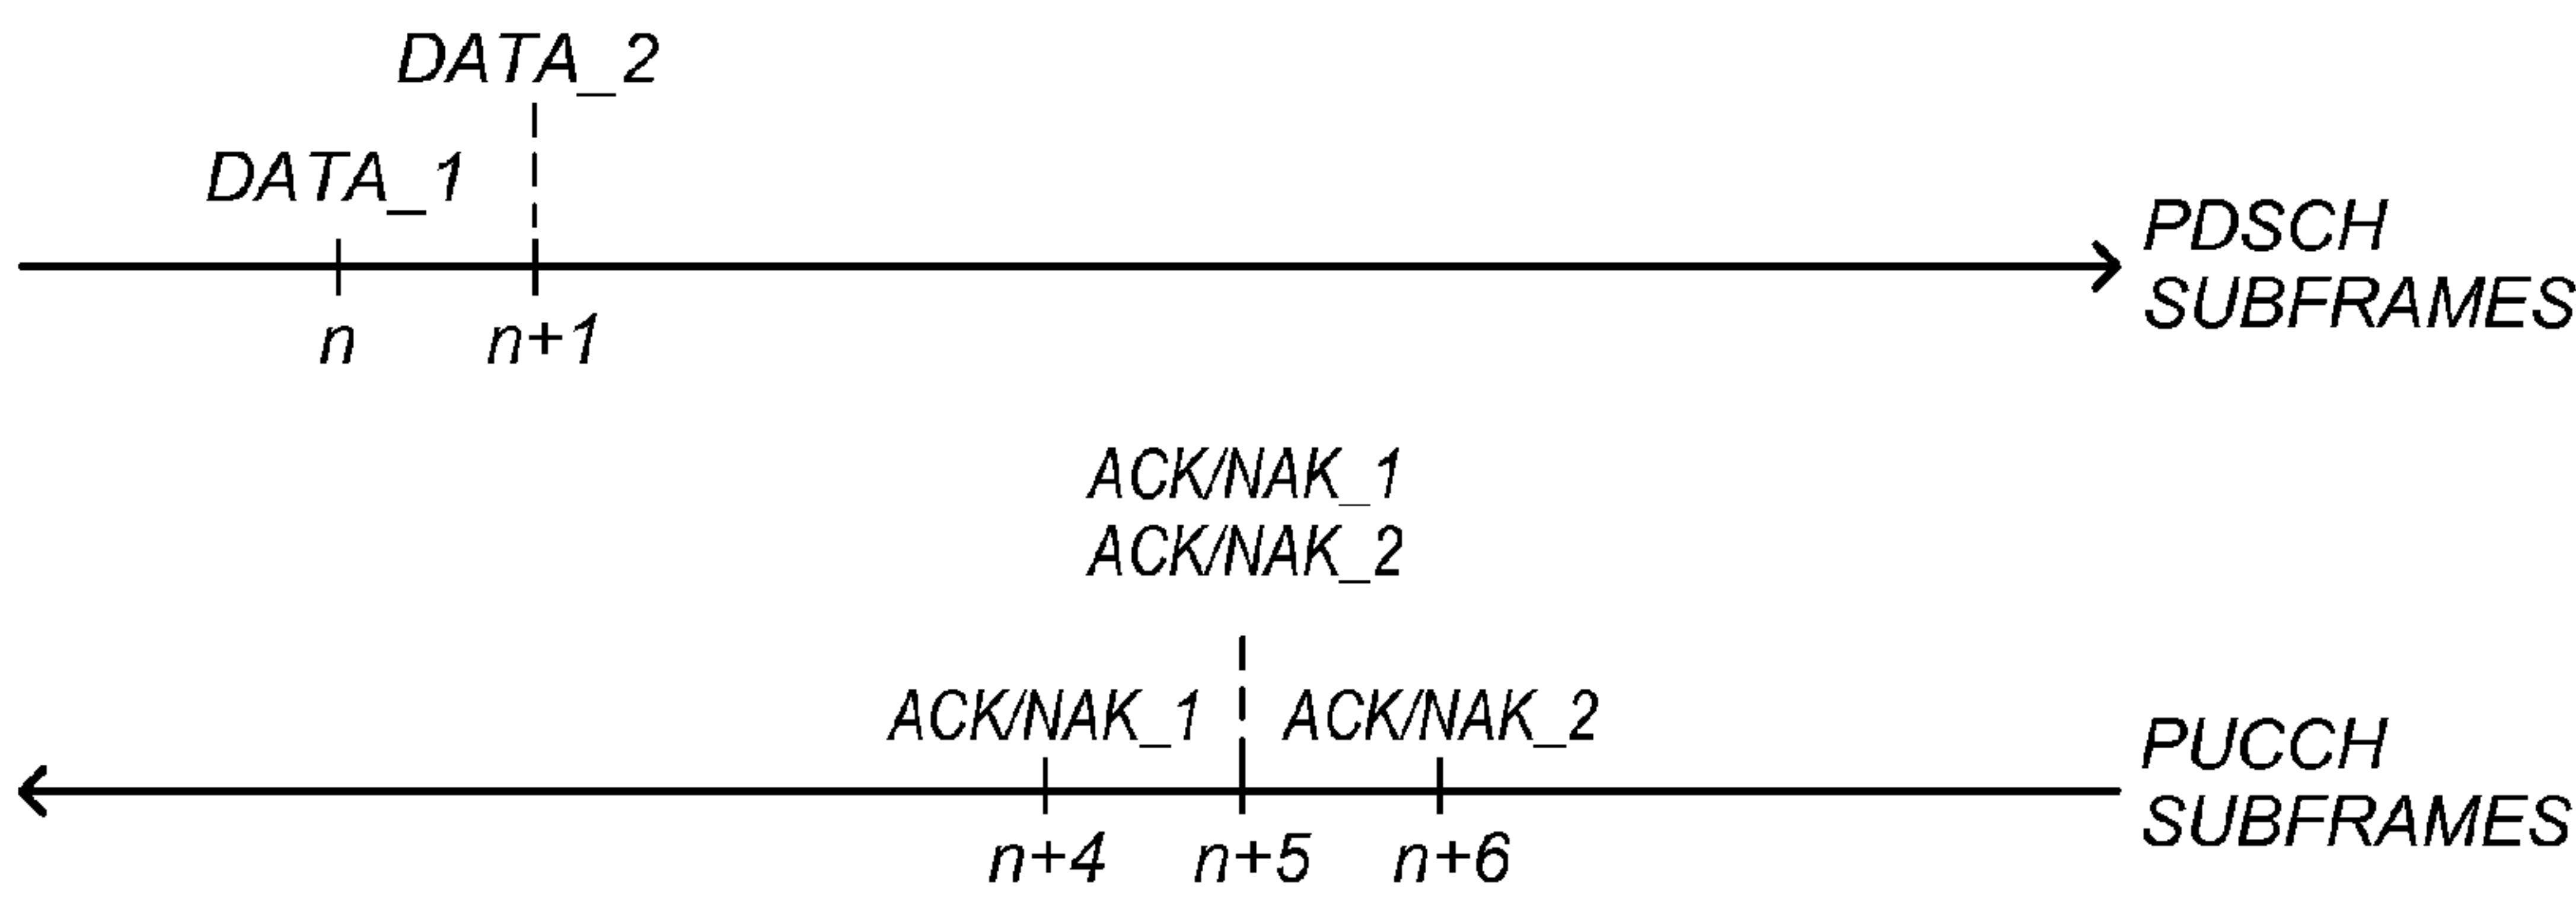 DATA_2
DATA_1
PDSCH
SUBFRAMES
n
n+1
ACK/NAK_1
ACK/NAK_2
ACK/NAK_1
ACK/NAK_2
PUCCH
SUBFRAMES
n+4
n+5
n+6